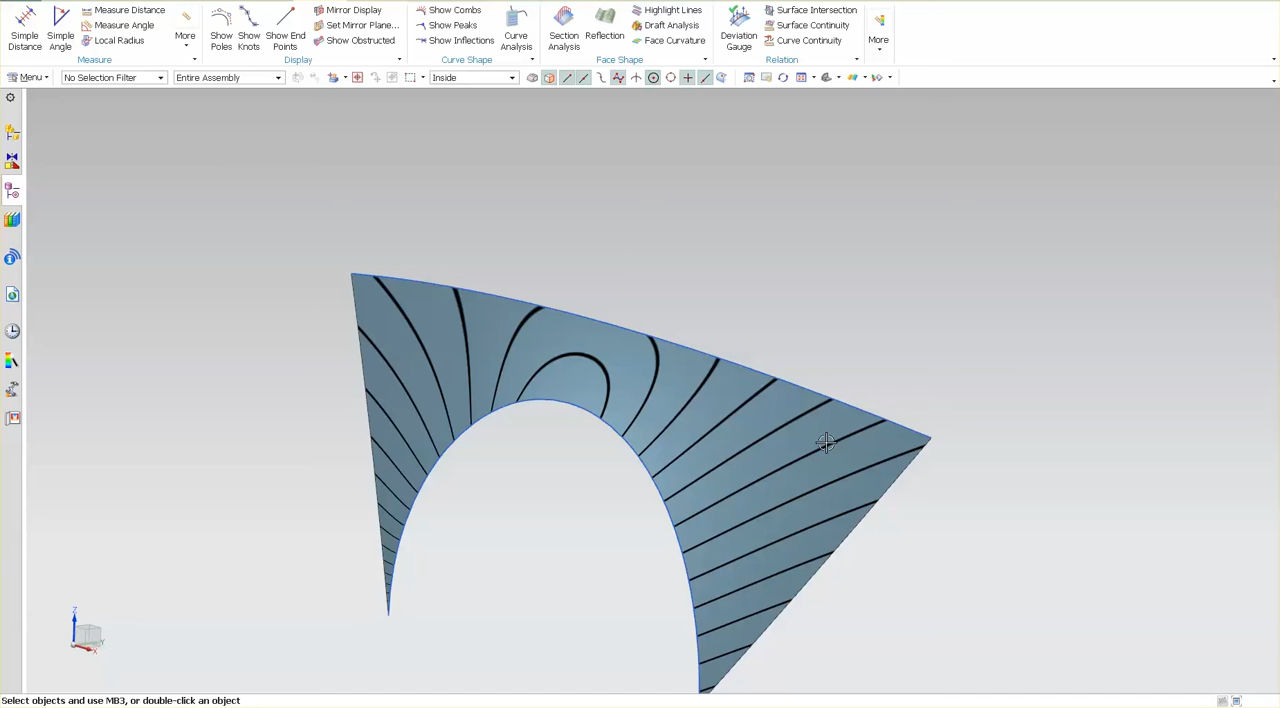 Simple Distance
Simple Angle
Measure Distance
Measure Angle
Local Radius
More
Measure
Show Poles
Show Knots
Show End Points
Mirror Display
Set Mirror Plane...
Show Obstructed
Display
Show Combs
Show Peaks
Show Inflections
Curve Analysis
Curve Shape
Section Analysis
Reflection
Highlight Lines
Draft Analysis
Face Curvature
Face Shape
Deviation Gauge
Surface Intersection
Surface Continuity
Curve Continuity
Relation
More
Menu
No Selection Filter
Entire Assembly
Inside
Z
Y
X
Select objects and use MB3, or double-click an object